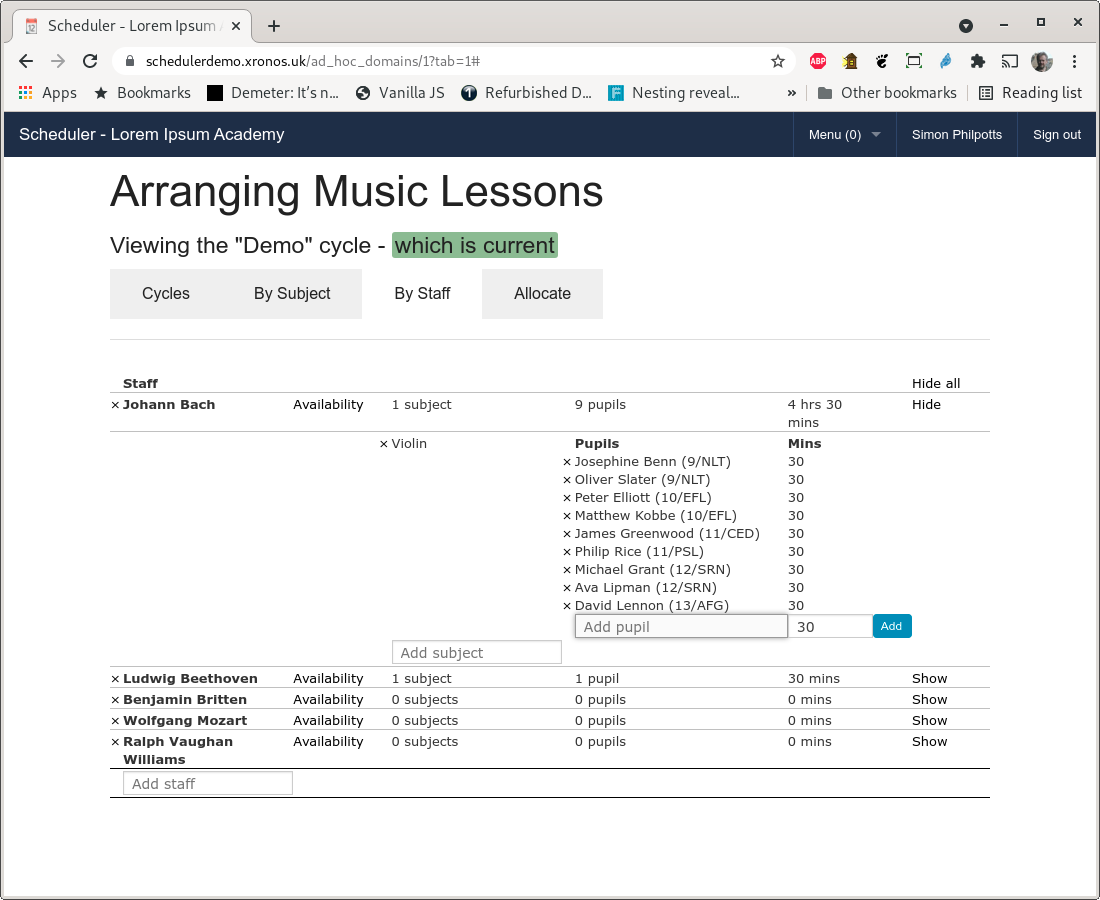 Scheduler - Lorem Ipsum A
schedulerdemo.xronos.uk/ad_hoc_domains/1?tab=1#
ABP
Apps Bookmarks Demeter: It's n... Vanilla JS Refurbished D... Nesting reveal... » Other bookmarks Reading list
Scheduler - Lorem Ipsum Academy Menu (0) Simon Philpotts Sign out
Arranging Music Lessons
Viewing the "Demo" cycle - which is current
Cycles By Subject By Staff Allocate
Staff Hide all
× Johann Bach Availability 1 subject 9 pupils 4 hrs 30 mins Hide
× Violin Pupils Mins
× Josephine Benn (9/NLT) 30
× Oliver Slater (9/NLT) 30
× Peter Elliott (10/EFL) 30
× Matthew Kobbe (10/EFL) 30
× James Greenwood (11/CED) 30
× Philip Rice (11/PSL) 30
× Michael Grant (12/SRN) 30
× Ava Lipman (12/SRN) 30
× David Lennon (13/AFG) 30
Add pupil 30 Add
Add subject
× Ludwig Beethoven Availability 1 subject 1 pupil 30 mins Show
× Benjamin Britten Availability 0 subjects 0 pupils 0 mins Show
× Wolfgang Mozart Availability 0 subjects 0 pupils 0 mins Show
× Ralph Vaughan Williams Availability 0 subjects 0 pupils 0 mins Show
Add staff